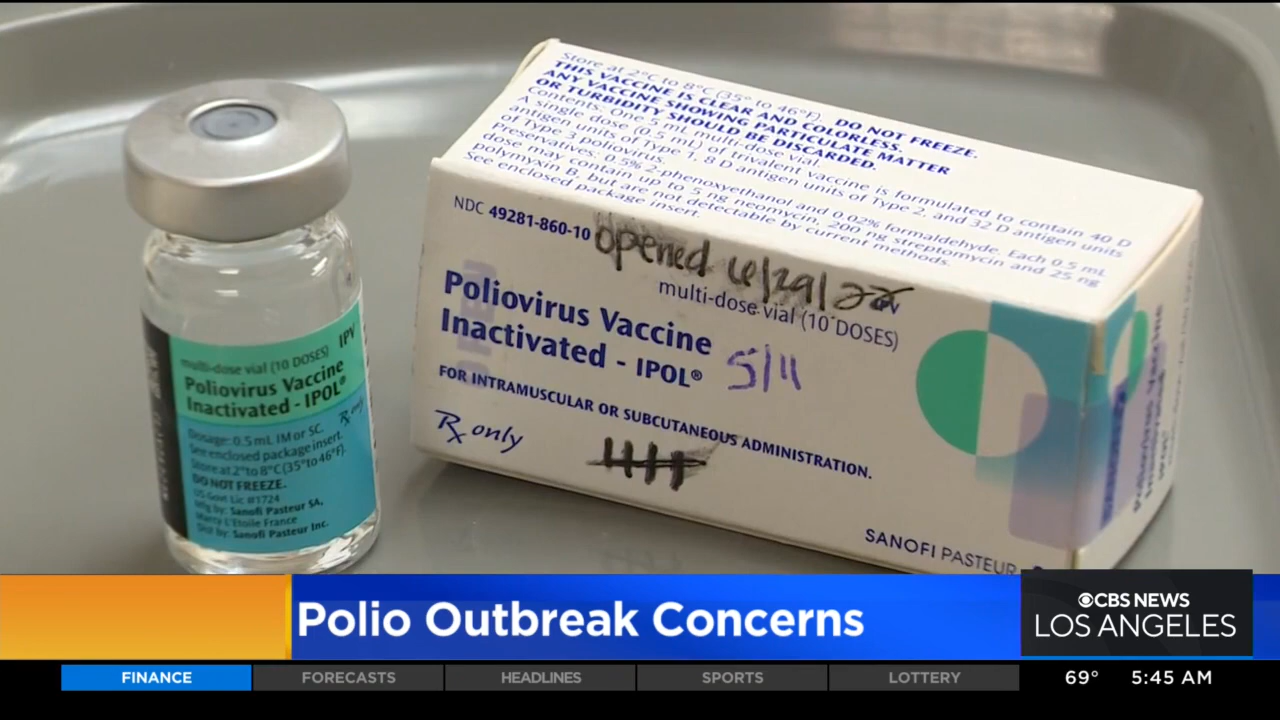 Store at 2°C to 8°C (35° to 46°F). DO NOT FREEZE.
THIS VACCINE IS CLEAR AND COLORLESS.
ANY VACCINE SHOWING PARTICULATE MATTER
OR TURBIDITY SHOULD BE DISCARDED.
Contents: One 5 mL multi-dose vial.
A single dose (0.5 mL) of trivalent vaccine is formulated to contain 40 D
antigen units of Type 1, 8 D antigen units of Type 2, and 32 D antigen units
of Type 3 poliovirus.
Preservatives: 0.5% 2-phenoxyethanol and 0.02% formaldehyde. Each 0.5 mL
dose may contain up to 5 ng neomycin, 200 ng streptomycin and 25 ng
polymyxin B, but are not detectable by current methods.
See enclosed package insert.
NDC 49281-860-10
opened 6/29/22
multi-dose vial (10 DOSES)
Poliovirus Vaccine
Inactivated - IPOL®
5/11
FOR INTRAMUSCULAR OR SUBCUTANEOUS ADMINISTRATION.
Rx only
SANOFI PASTEUR
multi-dose vial (10 DOSES) IPV
Poliovirus Vaccine
Inactivated - IPOL®
Rx only
Dosage: 0.5 mL IM or SC.
See enclosed package insert.
Store at 2° to 8°C (35° to 46°F).
DO NOT FREEZE.
US Govt Lic #1724
Mfg by: Sanofi Pasteur SA,
Marcy L'Etoile France
Dist by: Sanofi Pasteur Inc.
Polio Outbreak Concerns
CBS NEWS
LOS ANGELES
FINANCE FORECASTS HEADLINES SPORTS LOTTERY 69° 5:45 AM